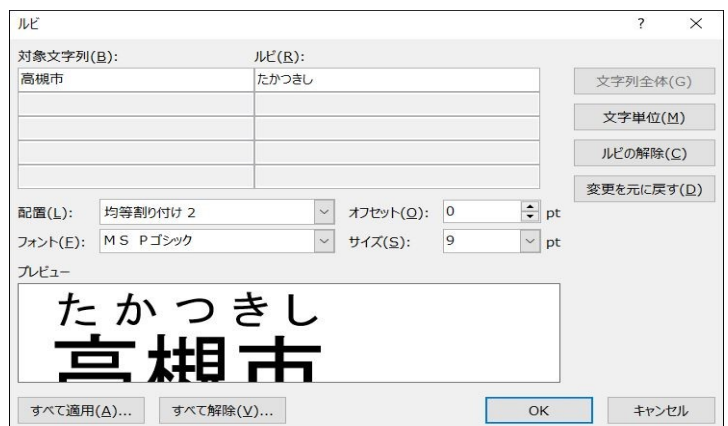 ルビ ? ×
対象文字列(B): ルビ(R):
高槻市 たかつきし
文字列全体(G)
文字単位(M)
ルビの解除(C)
変更を元に戻す(D)
配置(L): 均等割り付け 2 オフセット(O): 0 pt
フォント(F): ＭＳ Ｐゴシック サイズ(S): 9 pt
プレビュー
たかつきし
高槻市
すべて適用(A)... すべて解除(V)... OK キャンセル